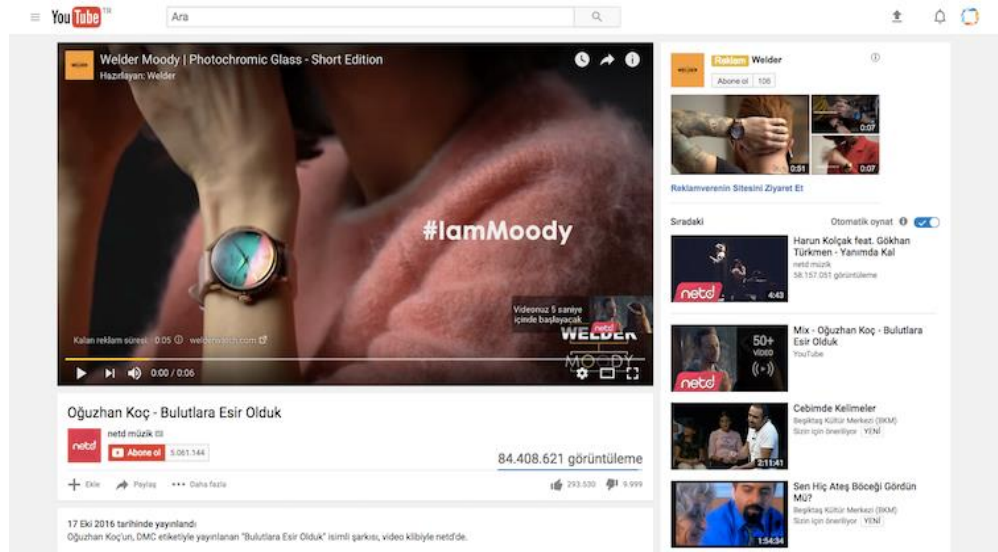 YouTube TR
Ara
Welder Moody | Photochromic Glass - Short Edition
Hazırlayan: Welder
#IamMoody
Videonuz 5 saniye
içinde başlayacak
netd
WELDER
MOODY
Kalan reklam süresi: 0:05
welderwatch.com
0:00 / 0:06
Oğuzhan Koç - Bulutlara Esir Olduk
netd
netd müzik
Abone ol 5.061.144
84.408.621 görüntüleme
Ekle Paylaş Daha fazla
293.530 9.999
17 Eki 2016 tarihinde yayınlandı
Oğuzhan Koç'un, DMC etiketiyle yayınlanan "Bulutlara Esir Olduk" isimli şarkısı, video klibiyle netd'de.
WELDER
Reklam Welder
Abone ol 106
0:51
0:07
0:07
Reklamverenin Sitesini Ziyaret Et
Sıradaki
Otomatik oynat
netd
4:43
Harun Kolçak feat. Gökhan
Türkmen - Yanımda Kal
netd müzik
58.157.051 görüntüleme
netd
50+
VİDEO
Mix - Oğuzhan Koç - Bulutlara
Esir Olduk
YouTube
2:11:41
Cebimde Kelimeler
Beşiktaş Kültür Merkezi (BKM)
Sizin için öneriliyor YENİ
1:54:34
Sen Hiç Ateş Böceği Gördün
Mü?
Beşiktaş Kültür Merkezi (BKM)
Sizin için öneriliyor YENİ